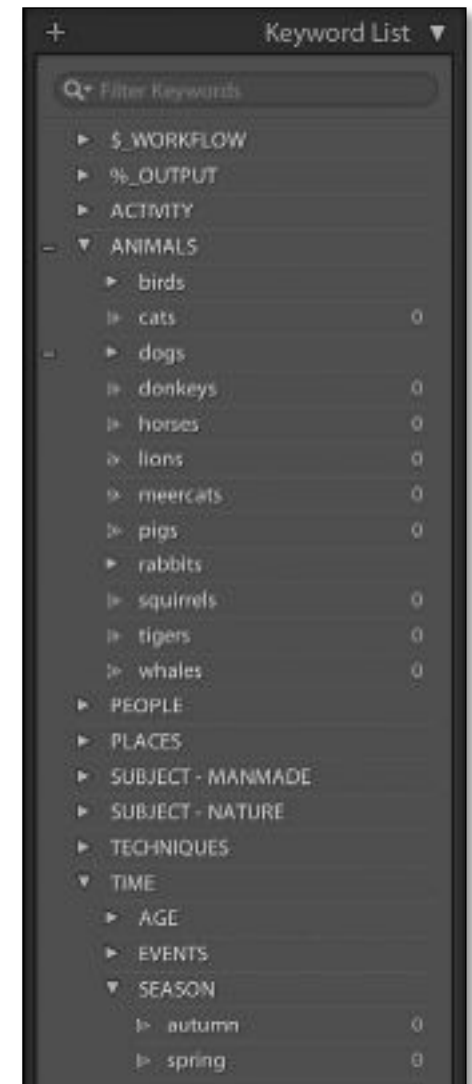 + Keyword List ▼
Filter Keywords
$_WORKFLOW
%_OUTPUT
ACTIVITY
ANIMALS
birds
cats 0
dogs
donkeys 0
horses 0
lions 0
meercats 0
pigs 0
rabbits
squirrels 0
tigers 0
whales 0
PEOPLE
PLACES
SUBJECT - MANMADE
SUBJECT - NATURE
TECHNIQUES
TIME
AGE
EVENTS
SEASON
autumn 0
spring 0